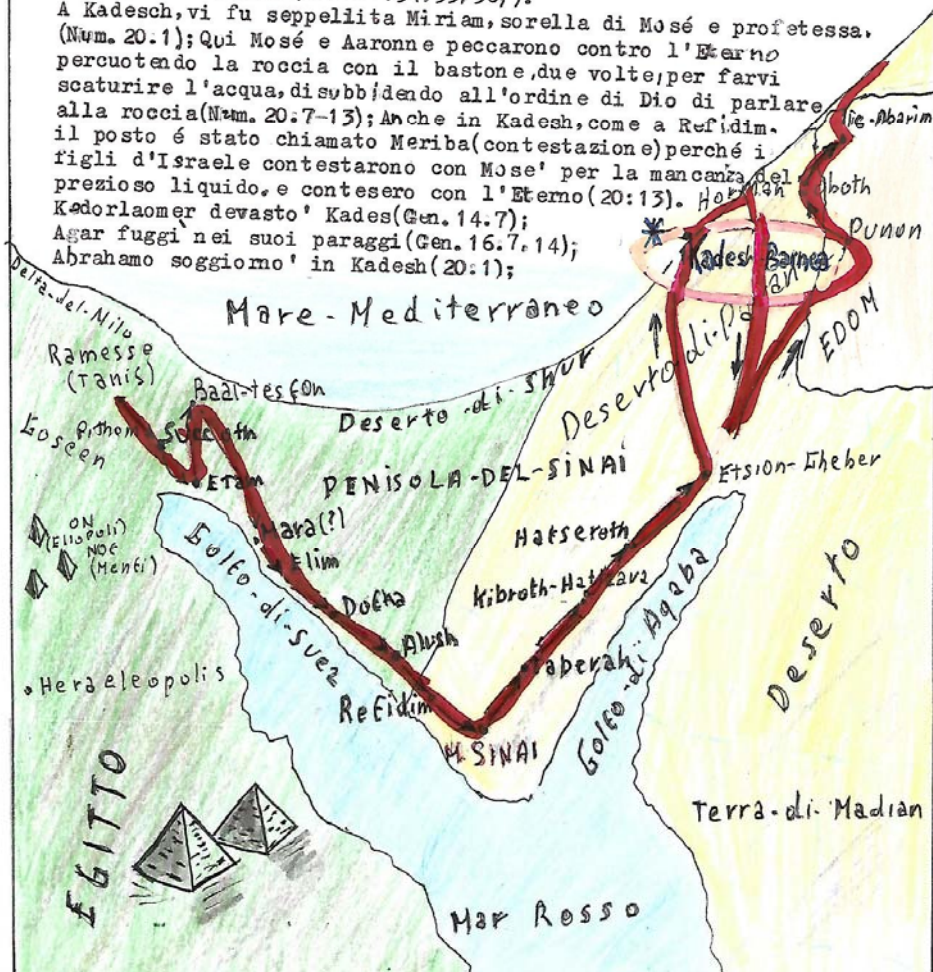 A Kadesch, vi fu seppellita Miriam, sorella di Mosé e profetessa.
(Num. 20:1); Qui Mosé e Aaronne peccarono contro l'Eterno
percuotendo la roccia con il bastone, due volte, per farvi
scaturire l'acqua, disubbidendo all'ordine di Dio di parlare
alla roccia(Num. 20:7-13); Anche in Kadesh, come a Refidim.
il posto é stato chiamato Meriba(contestazione)perché i
figli d'Israele contestarono con Mose' per la mancanza del
prezioso liquido, e contesero con l'Eterno(20:13).
Kedorlaomer devasto' Kades(Gen. 14.7);
Agar fuggì nei suoi paraggi(Gen. 16.7, 14);
Abrahamo soggiorno' in Kadesh(20:1);
Iie-Abarim
Oboth
Punon
*
Kadesh-Barnea
Delta-del-Nilo
Mare-Mediterraneo
EDOM
Ramesse
(Tanis)
Baal-tesfon
Deserto-di-Shur
Deserto-di-Paran
Goscen
Pithom
Succoth
Etam
PENISOLA-DEL-SINAI
Etsion-Gheber
ON
(Eliopoli)
NOF
(Menfi)
Mara(?)
Elim
Hatseroth
Golfo-di-Suez
Dofka
Alush
Golfo-di-Aqaba
Deserto
Heraeleopolis
Taberah
Refidim
M. SINAI
EGITTO
Terra-di-Madian
Mar Rosso